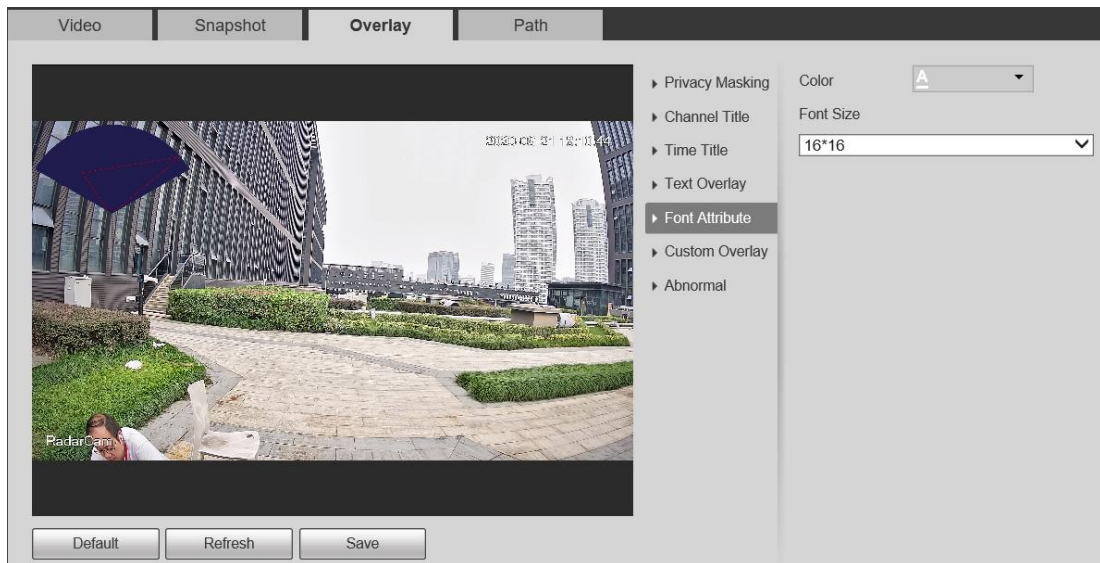 Video Snapshot Overlay Path
Privacy Masking
Channel Title
Time Title
Text Overlay
Font Attribute
Custom Overlay
Abnormal
Color A
Font Size
16*16
RadarCam
Default Refresh Save